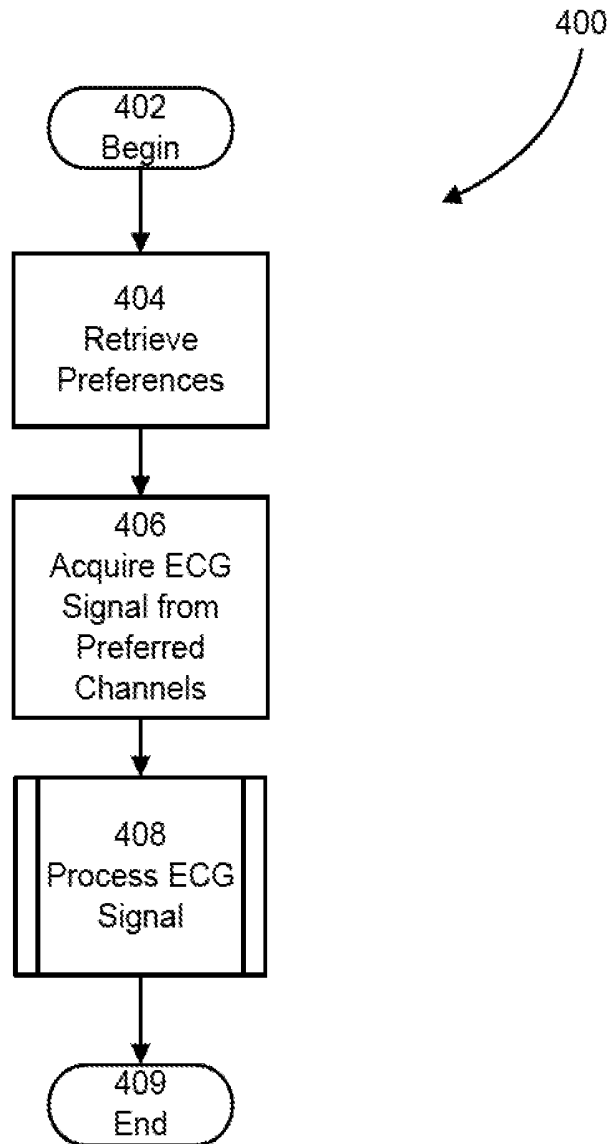 400
402
Begin
404
Retrieve
Preferences
406
Acquire ECG
Signal from
Preferred
Channels
408
Process ECG
Signal
409
End